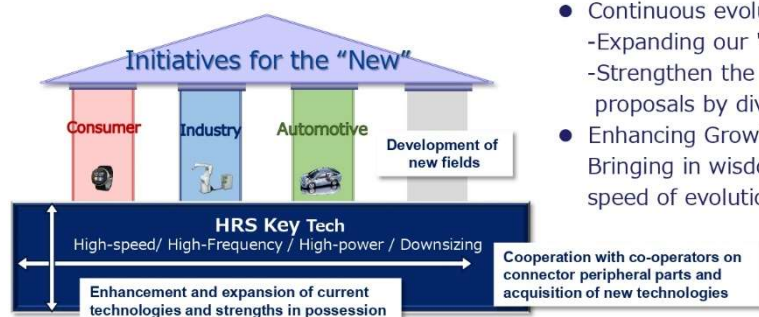 Initiatives for the "New"
Consumer
Industry
Automotive
Development of
new fields
HRS Key Tech
High-speed/ High-Frequency / High-power / Downsizing
Enhancement and expansion of current
technologies and strengths in possession
Cooperation with co-operators on
connector peripheral parts and
acquisition of new technologies
● Continuous evolu
-Expanding our "
-Strengthen the
proposals by div
● Enhancing Grow
Bringing in wisdo
speed of evolutio